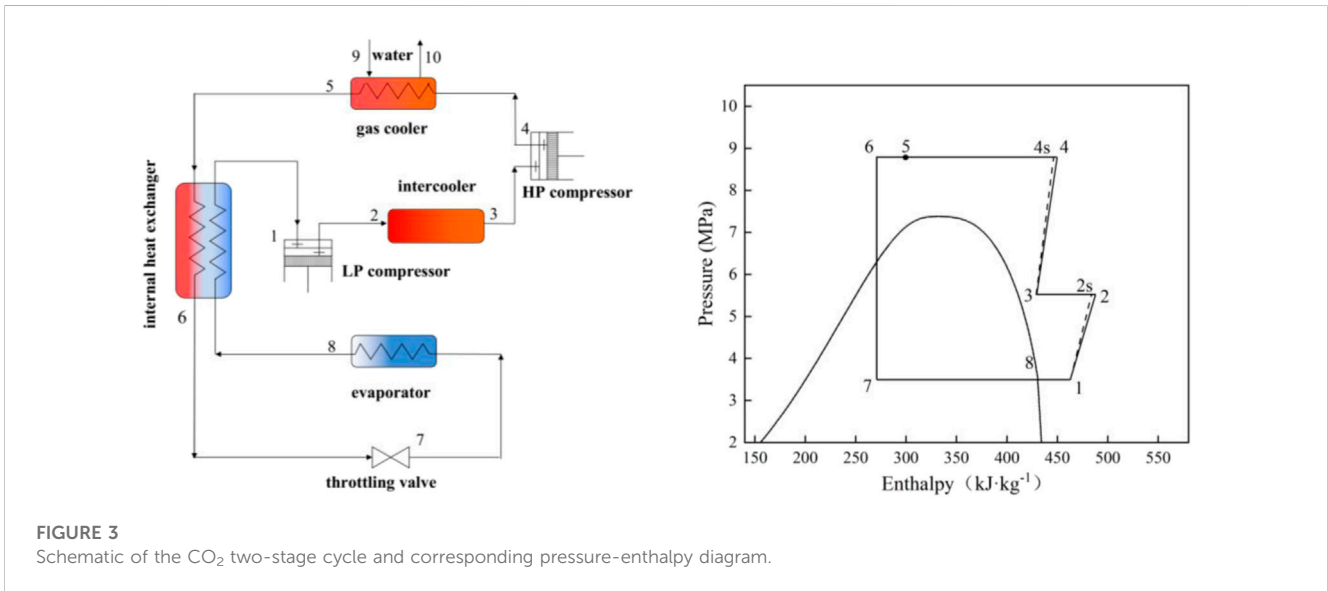 9 water 10
5
gas cooler
4
HP compressor
internal heat exchanger
intercooler
2
3
1
LP compressor
6
8
evaporator
7
throttling valve
Pressure (MPa)
10
9
8
7
6
5
4
3
2
6 5 4s 4
3 2s 2
8
7 1
150 200 250 300 350 400 450 500 550
Enthalpy (kJ·kg⁻¹)
FIGURE 3
Schematic of the CO₂ two-stage cycle and corresponding pressure-enthalpy diagram.